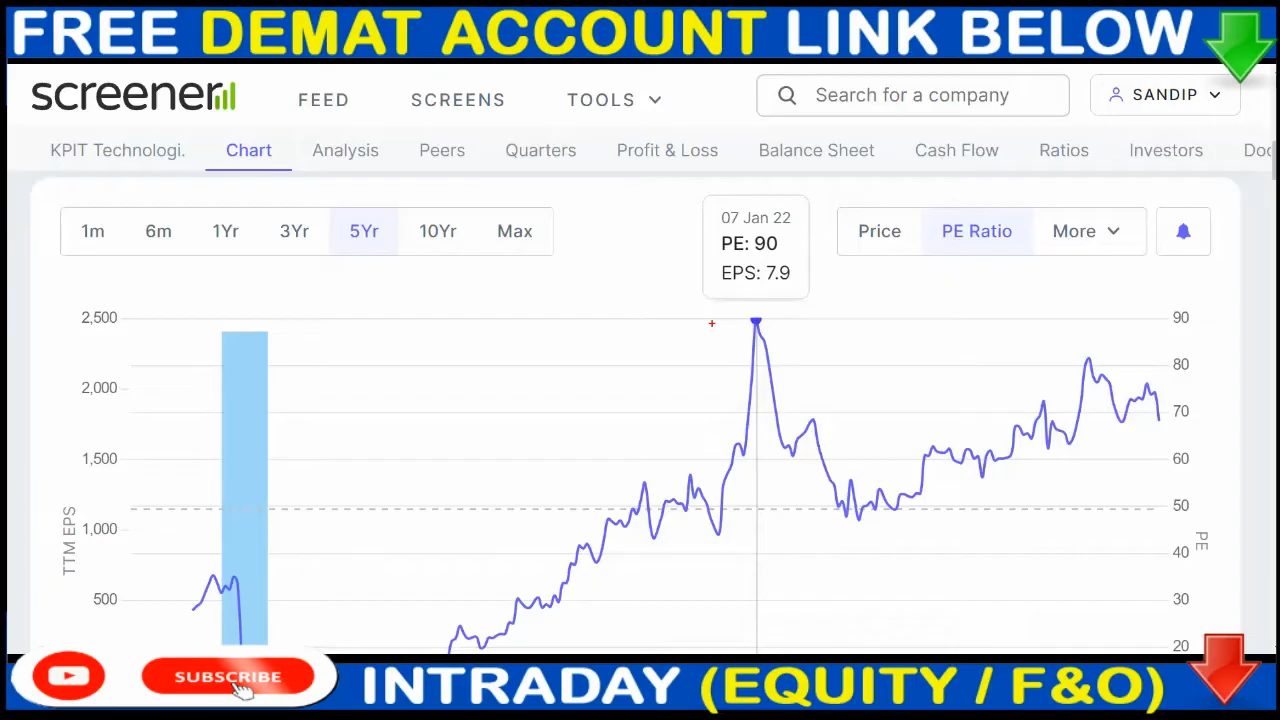 FREE DEMAT ACCOUNT LINK BELOW
screener
FEED SCREENS TOOLS
Search for a company
SANDIP
KPIT Technologi. Chart Analysis Peers Quarters Profit & Loss Balance Sheet Cash Flow Ratios Investors Doc
1m 6m 1Yr 3Yr 5Yr 10Yr Max
07 Jan 22
PE: 90
EPS: 7.9
Price PE Ratio More
2,500 90
80
2,000
70
1,500 60
50
1,000
40
500 30
20
TTM EPS
PE
SUBSCRIBE
INTRADAY (EQUITY / F&O)